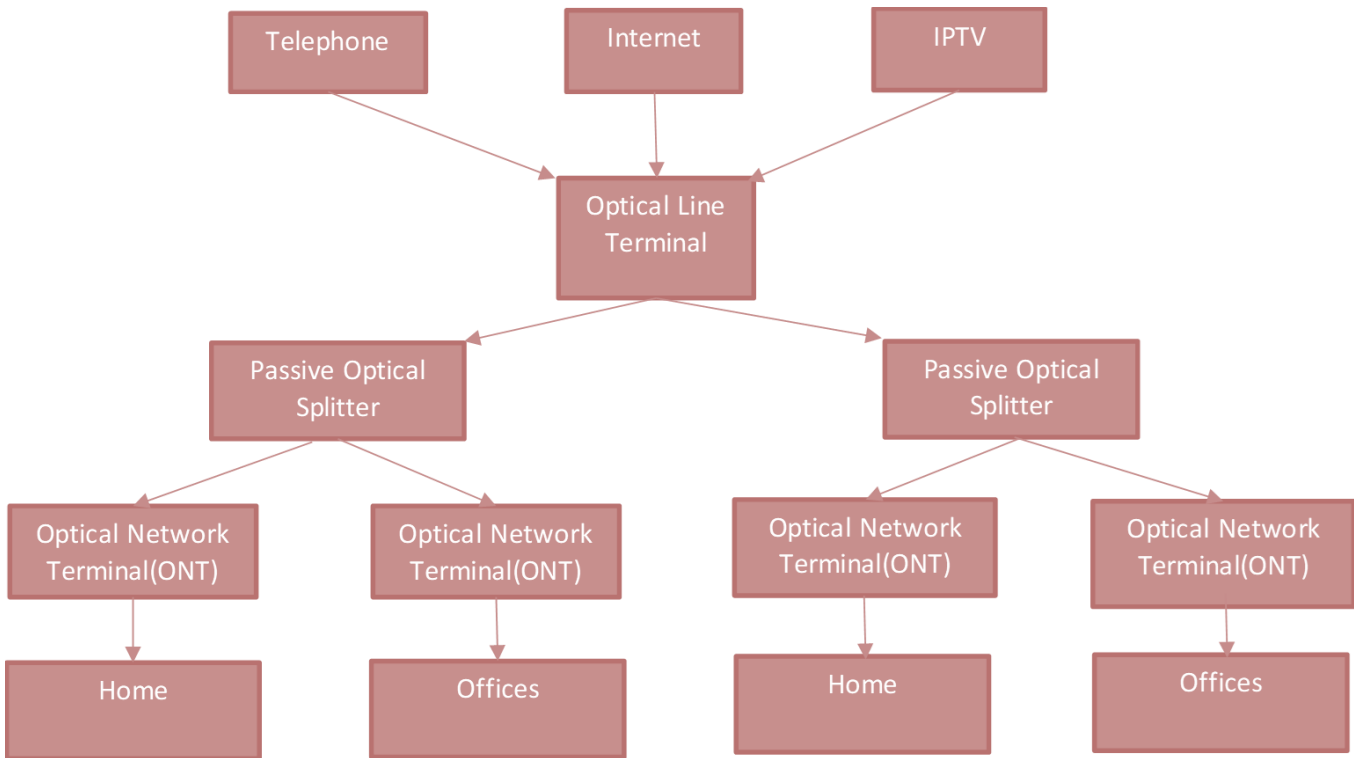 Telephone
Internet
IPTV
Optical Line
Terminal
Passive Optical
Splitter
Passive Optical
Splitter
Optical Network
Terminal(ONT)
Optical Network
Terminal(ONT)
Optical Network
Terminal(ONT)
Optical Network
Terminal(ONT)
Home
Offices
Home
Offices